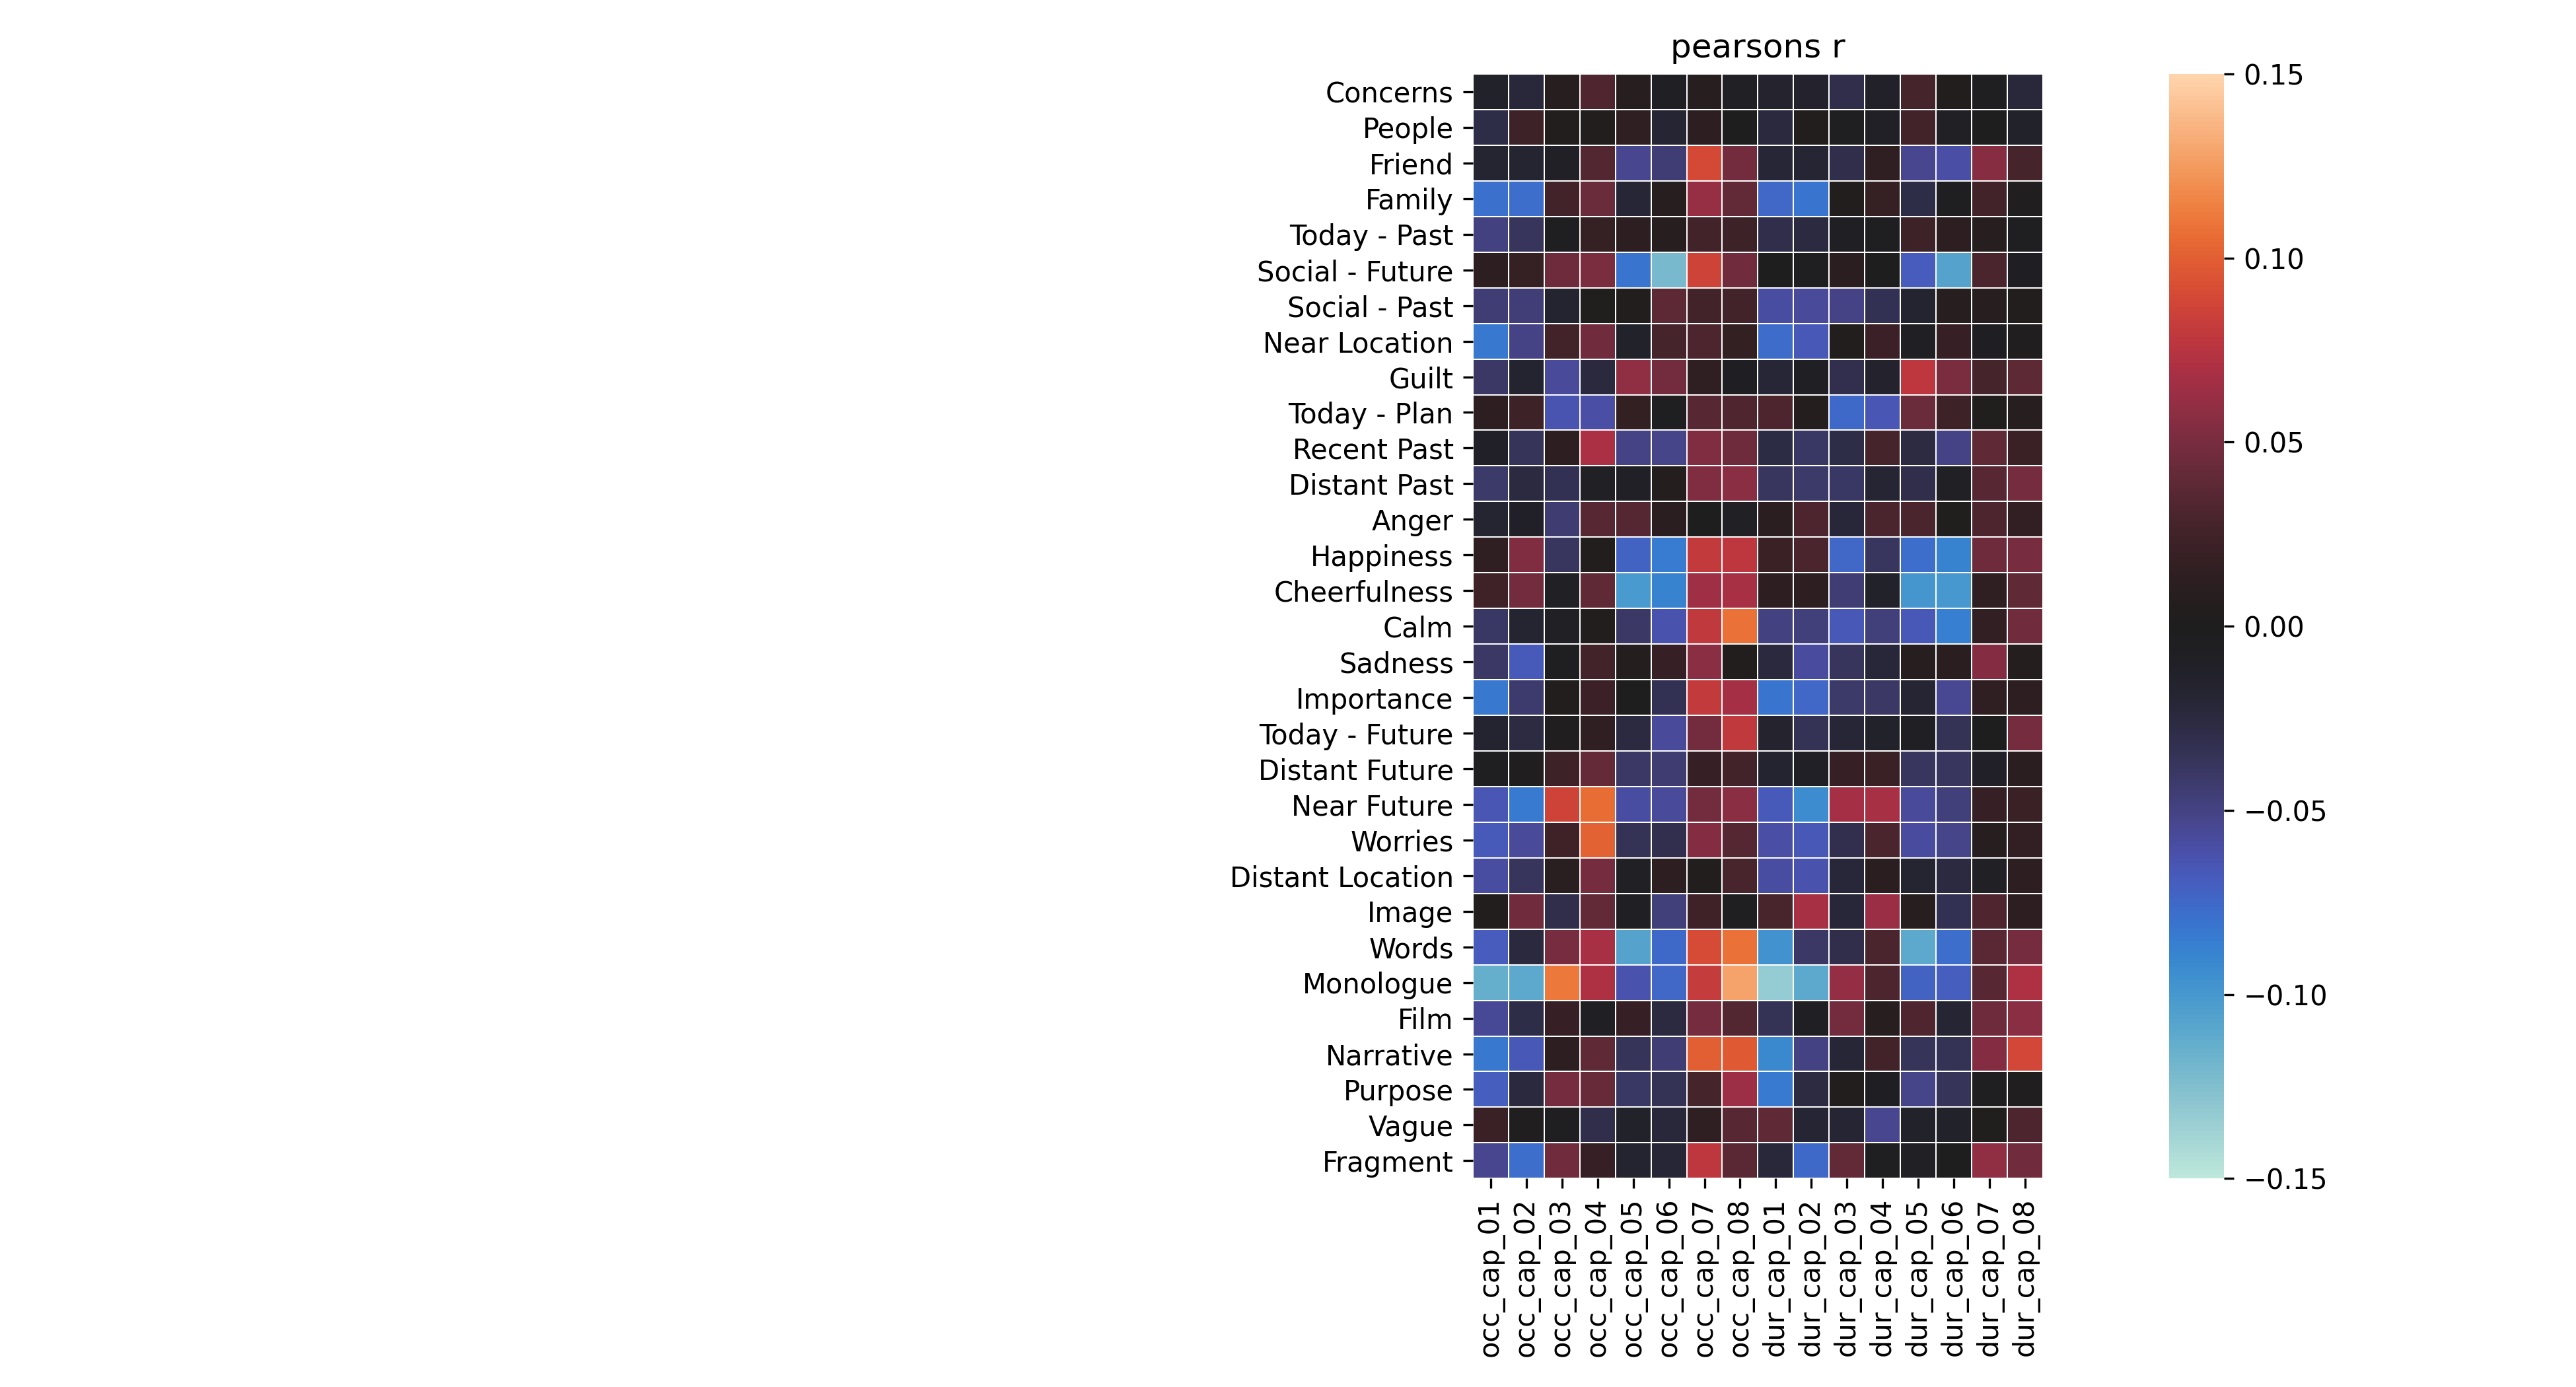 pearsons r
Concerns
People
Friend
Family
Today - Past
Social - Future
Social - Past
Near Location
Guilt
Today - Plan
Recent Past
Distant Past
Anger
Happiness
Cheerfulness
Calm
Sadness
Importance
Today - Future
Distant Future
Near Future
Worries
Distant Location
Image
Words
Monologue
Film
Narrative
Purpose
Vague
Fragment
occ_cap_01
occ_cap_02
occ_cap_03
occ_cap_04
occ_cap_05
occ_cap_06
occ_cap_07
occ_cap_08
dur_cap_01
dur_cap_02
dur_cap_03
dur_cap_04
dur_cap_05
dur_cap_06
dur_cap_07
dur_cap_08
0.15
0.10
0.05
0.00
−0.05
−0.10
−0.15